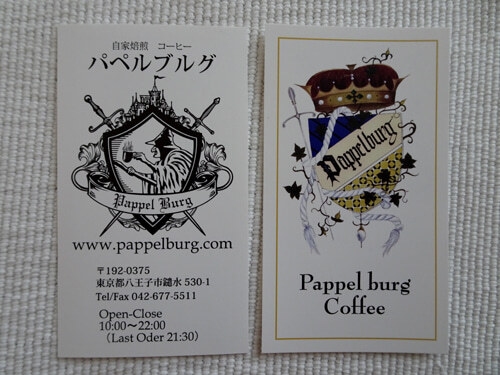 自家焙煎 コーヒー
パペルブルグ
Pappel Burg
www.pappelburg.com
〒192-0375
東京都八王子市鑓水 530-1
Tel/Fax 042-677-5511
Open-Close
10:00〜22:00
(Last Oder 21:30)
Pappelburg
Pappel burg
Coffee